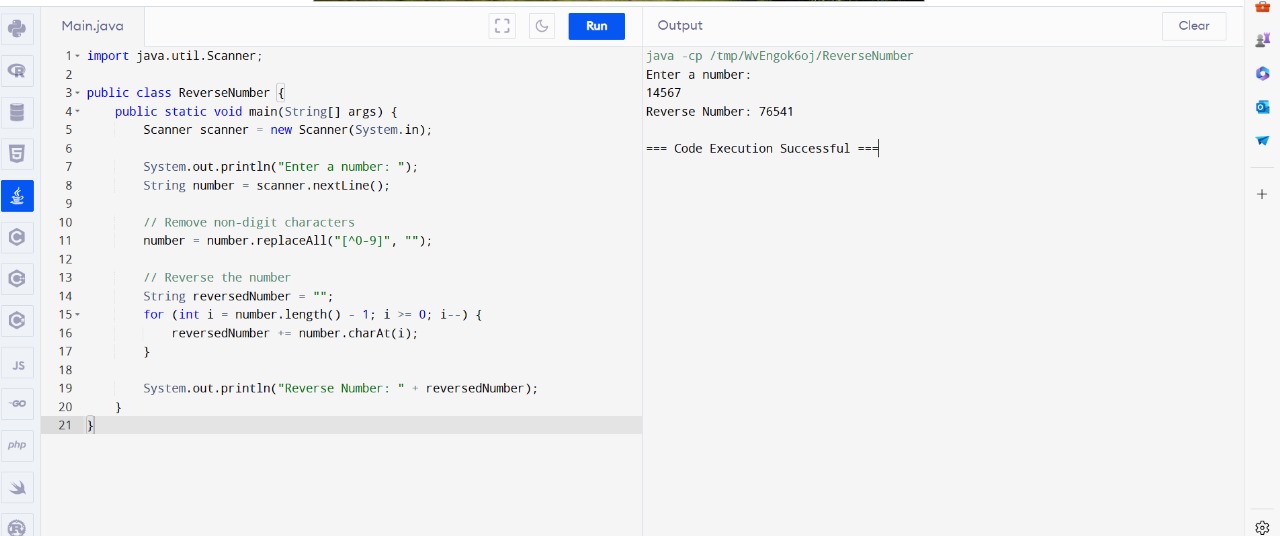 Main.java
Run
Output
Clear
1 import java.util.Scanner;
2
3 public class ReverseNumber {
4 public static void main(String[] args) {
5 Scanner scanner = new Scanner(System.in);
6
7 System.out.println("Enter a number: ");
8 String number = scanner.nextLine();
9
10 // Remove non-digit characters
11 number = number.replaceAll("[^0-9]", "");
12
13 // Reverse the number
14 String reversedNumber = "";
15 for (int i = number.length() - 1; i >= 0; i--) {
16 reversedNumber += number.charAt(i);
17 }
18
19 System.out.println("Reverse Number: " + reversedNumber);
20 }
21 }
java -cp /tmp/WvEngok6oj/ReverseNumber
Enter a number:
14567
Reverse Number: 76541
=== Code Execution Successful ===
JS
GO
php